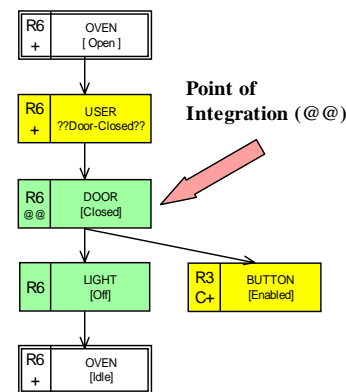 R6
+
OVEN
[ Open ]
R6
+
USER
??Door-Closed??
Point of
Integration (@@)
R6
@@
DOOR
[Closed]
R6
LIGHT
[Off]
R3
C+
BUTTON
[Enabled]
R6
+
OVEN
[Idle]